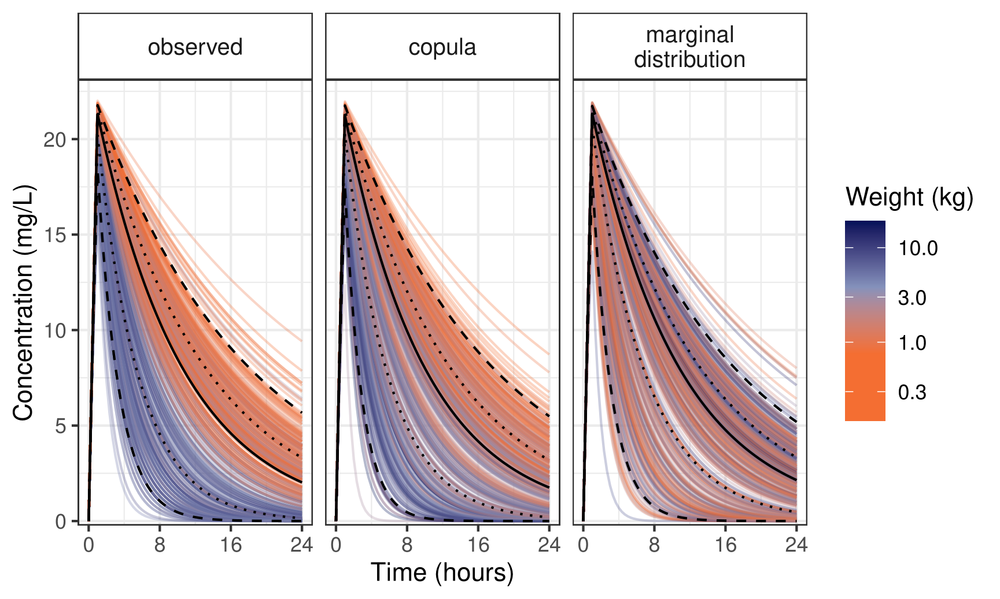 observed
copula
marginal
distribution
Concentration (mg/L)
20
15
10
5
0
0 8 16 24
0 8 16 24
0 8 16 24
Time (hours)
Weight (kg)
10.0
3.0
1.0
0.3